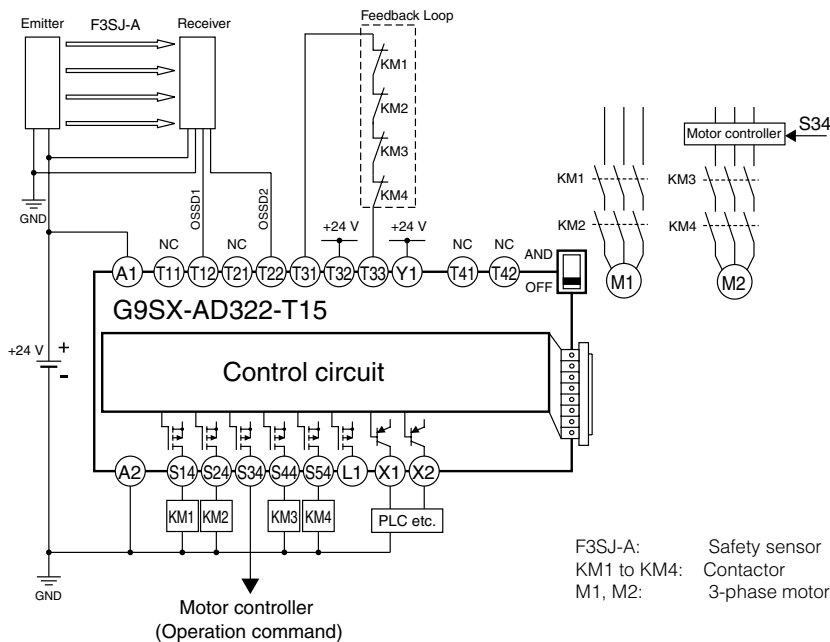 Feedback Loop
Emitter F3SJ-A Receiver
KM1
KM2
KM3
KM4
Motor controller S34
KM1 KM3
KM2 KM4
M1 M2
OSSD1
OSSD2
GND
+24 V +24 V
NC NC NC NC
AND
OFF
A1 T11 T12 T21 T22 T31 T32 T33 Y1 T41 T42
G9SX-AD322-T15
+24 V + -
Control circuit
A2 S14 S24 S34 S44 S54 L1 X1 X2
KM1 KM2 KM3 KM4 PLC etc.
GND
Motor controller
(Operation command)
F3SJ-A: Safety sensor
KM1 to KM4: Contactor
M1, M2: 3-phase motor